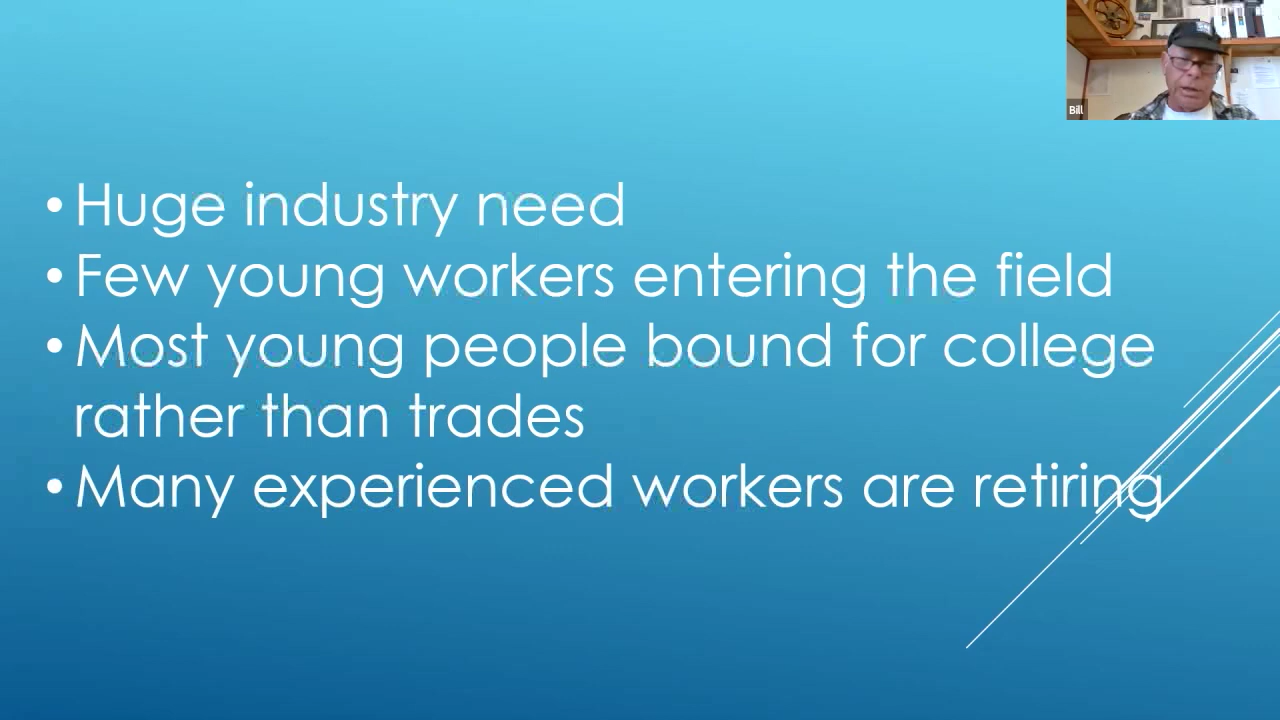 Bill
• Huge industry need
• Few young workers entering the field
• Most young people bound for college
rather than trades
• Many experienced workers are retiring